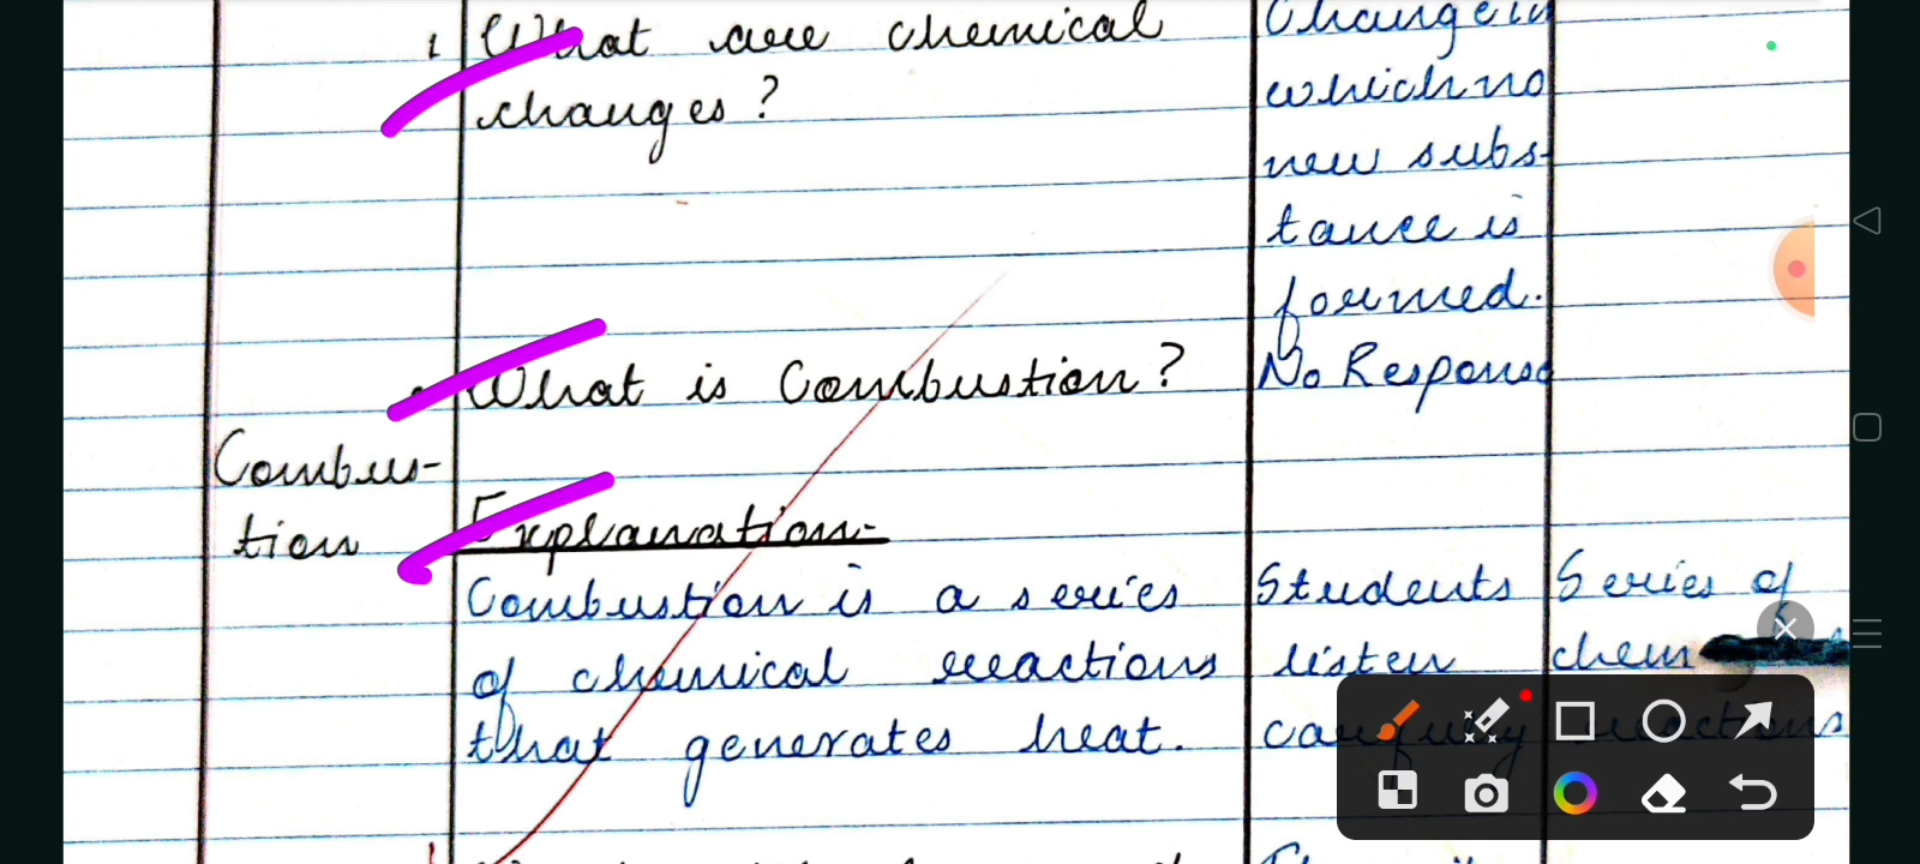 What are chemical
changes?
Change in
which no
new subs-
tance is
formed.
What is Combustion?
No Response
Combus-
tion
Explanation-
Combustion is a series
of chemical reactions
that generates heat.
Students
listen
Series of
chem
reactions